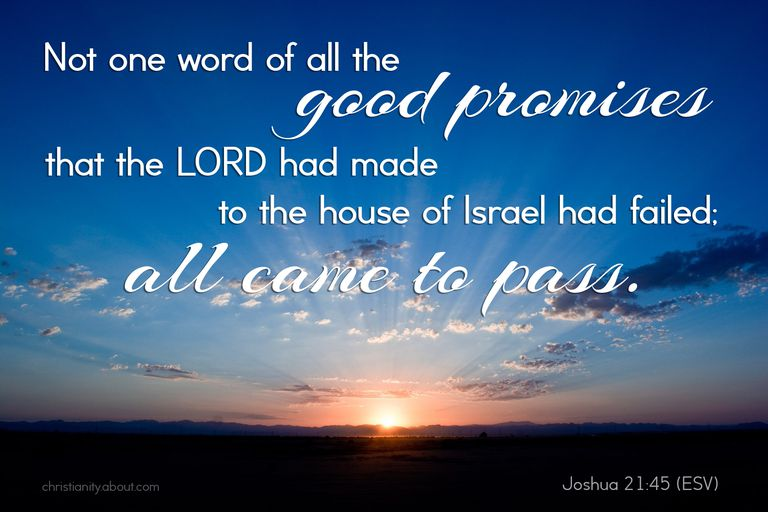 Not one word of all the
good promises
that the LORD had made
to the house of Israel had failed;
all came to pass.
christianity.about.com
Joshua 21:45 (ESV)